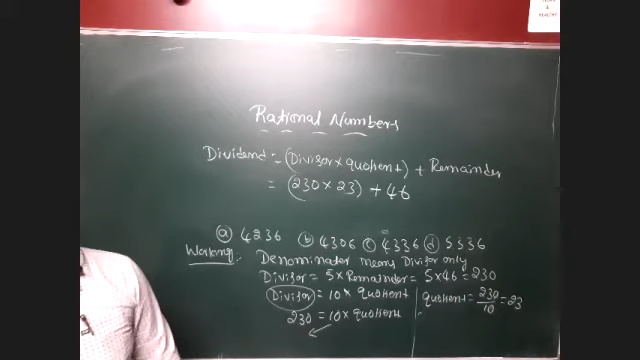 & HEALTHY
Rational Numbers
Dividend = (Divisor × quotient) + Remainder
= (230 × 23) + 46
(a) 4236 (b) 4306 (c) 4336 (d) 5336
Working:-
Denominator means Divisor only
Divisor = 5 × Remainder = 5 × 46 = 230
Divisor = 10 × quotient
230 = 10 × quotient
quotient = 230/10 = 23